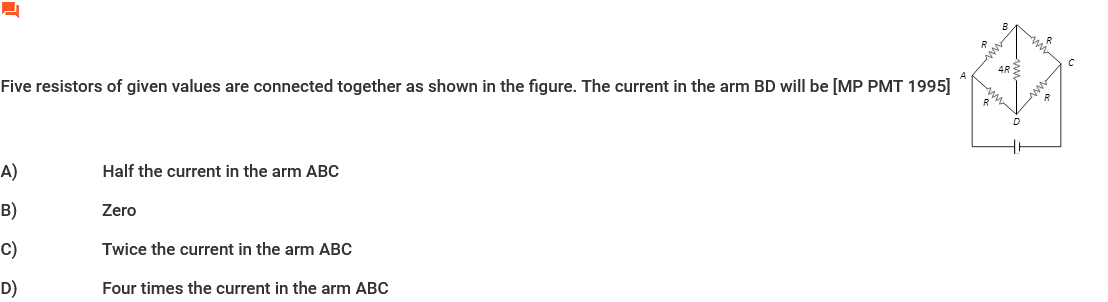 Five resistors of given values are connected together as shown in the figure. The current in the arm BD will be [MP PMT 1995]
B
R
R
4R
A
C
R
R
D
A) Half the current in the arm ABC
B) Zero
C) Twice the current in the arm ABC
D) Four times the current in the arm ABC